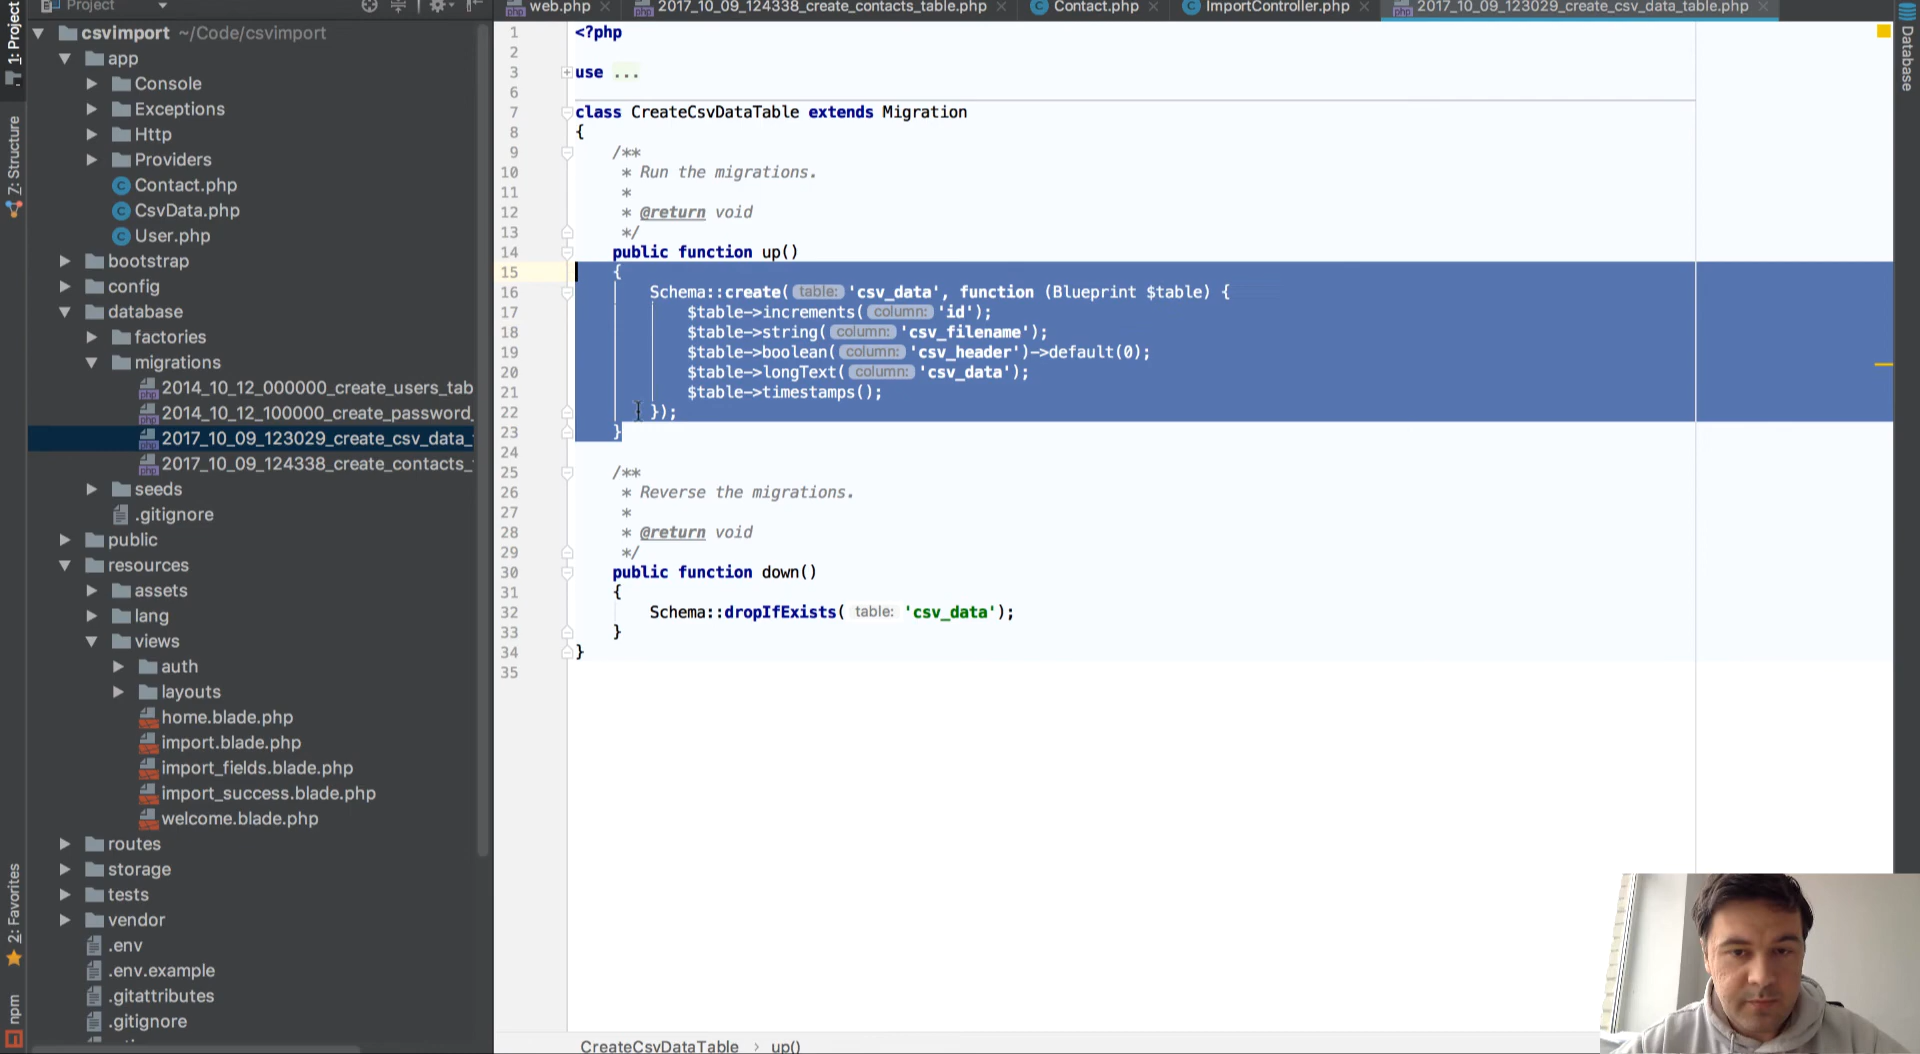 Project
web.php
2017_10_09_124338_create_contacts_table.php
Contact.php
ImportController.php
2017_10_09_123029_create_csv_data_table.php
1: Project
7: Structure
2: Favorites
npm
Database
csvimport ~/Code/csvimport
app
Console
Exceptions
Http
Providers
Contact.php
CsvData.php
User.php
bootstrap
config
database
factories
migrations
2014_10_12_000000_create_users_tab
2014_10_12_100000_create_password_
2017_10_09_123029_create_csv_data_
2017_10_09_124338_create_contacts_
seeds
.gitignore
public
resources
assets
lang
views
auth
layouts
home.blade.php
import.blade.php
import_fields.blade.php
import_success.blade.php
welcome.blade.php
routes
storage
tests
vendor
.env
.env.example
.gitattributes
.gitignore
1 <?php
2
3 use ...
6
7 class CreateCsvDataTable extends Migration
8 {
9 /**
10 * Run the migrations.
11 *
12 * @return void
13 */
14 public function up()
15 {
16 Schema::create( table: 'csv_data', function (Blueprint $table) {
17 $table->increments( column: 'id');
18 $table->string( column: 'csv_filename');
19 $table->boolean( column: 'csv_header')->default(0);
20 $table->longText( column: 'csv_data');
21 $table->timestamps();
22 });
23 }
24
25 /**
26 * Reverse the migrations.
27 *
28 * @return void
29 */
30 public function down()
31 {
32 Schema::dropIfExists( table: 'csv_data');
33 }
34 }
35
CreateCsvDataTable › up()